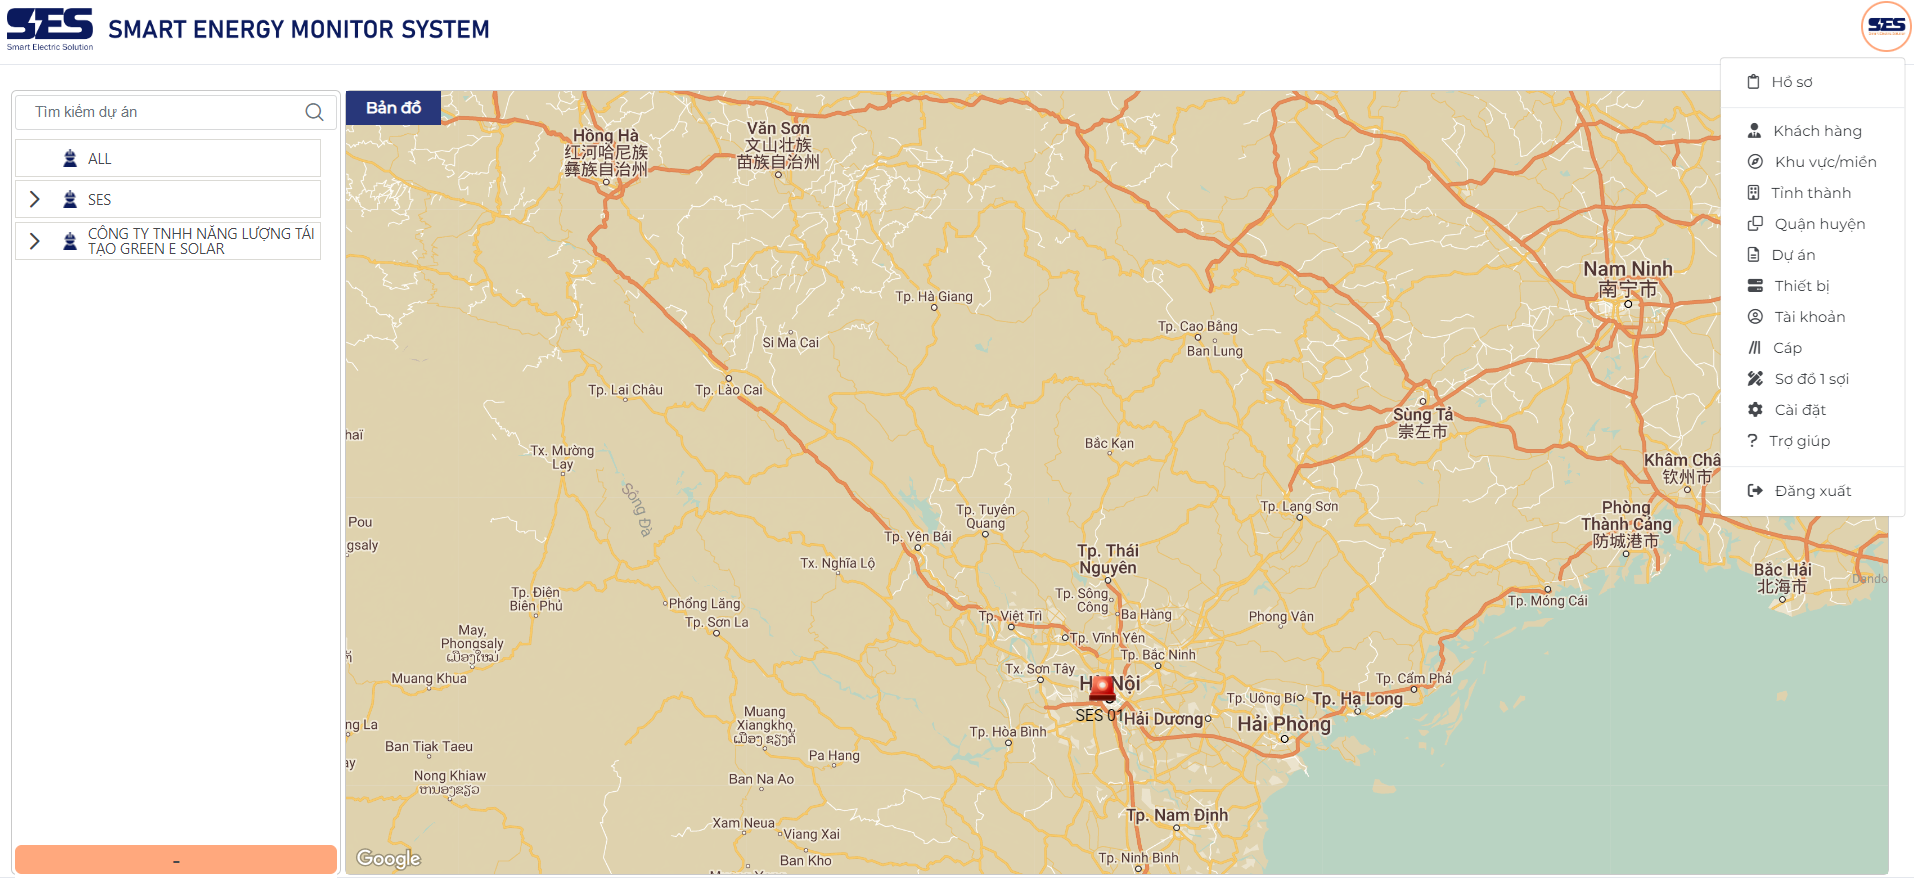 SES
Smart Electric Solution
SMART ENERGY MONITOR SYSTEM
SES
Tìm kiếm dự án
ALL
SES
CÔNG TY TNHH NĂNG LƯỢNG TÁI
TẠO GREEN E SOLAR
-
Bản đồ
Hồng Hà
红河哈尼族
彝族自治州
Văn Sơn
文山壮族
苗族自治州
Nam Ninh
南宁市
Tp. Hà Giang
Si Ma Cai
Tp. Cao Bằng
Ban Lung
Tp. Lai Châu
Tp. Lào Cai
Sùng Tả
崇左市
haï
Bắc Kạn
Tx. Mường
Lay
Khâm Châ
钦州市
Sông Đà
Pou
ngsaly
Tp. Tuyên
Quang
Tp. Lạng Sơn
Phòng
Thành Cảng
防城港市
Tp. Yên Bái
Tx. Nghĩa Lộ
Tp. Thái
Nguyên
Bắc Hải
北海市
Dando
Tp. Điện
Biên Phủ
Phổng Lăng
Tp. Sơn La
Tp. Sông
Công
Ba Hàng
Tp. Móng Cái
Tp. Việt Trì
Phong Vân
May,
Phongsaly
ເມືອງໃໝ່
Tp. Vĩnh Yên
Tp. Bắc Ninh
Tx. Sơn Tây
Muang Khua
Tp. Cẩm Phả
Hà Nội
SES 01
Hải Dương
Tp. Uông Bí
Tp. Hạ Long
Hải Phòng
Muang
Xiangkho
ເມືອງ ຊຽງຄໍ້
ng La
Tp. Hòa Bình
Ban Tiak Taeu
Pa Hang
ay
Nong Khiaw
ຫນອງຂຽວ
Ban Na Ao
Tp. Nam Định
Xam Neua
Viang Xai
Ban Kho
Tp. Ninh Bình
Google
Hồ sơ
Khách hàng
Khu vực/miền
Tỉnh thành
Quận huyện
Dự án
Thiết bị
Tài khoản
Cáp
Sơ đồ 1 sợi
Cài đặt
Trợ giúp
Đăng xuất